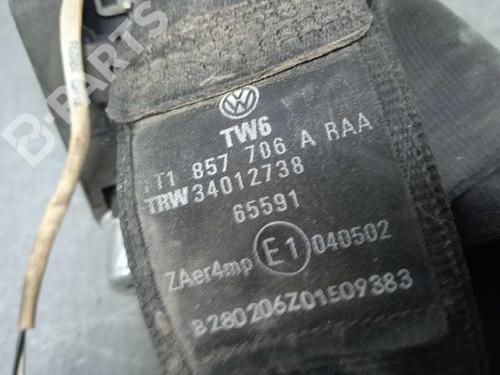 B-PARTS
TW6
1T1 857 706 A RAA
TRW 34012738
65591
ZAer4mp E1 040502
B280206Z01509383